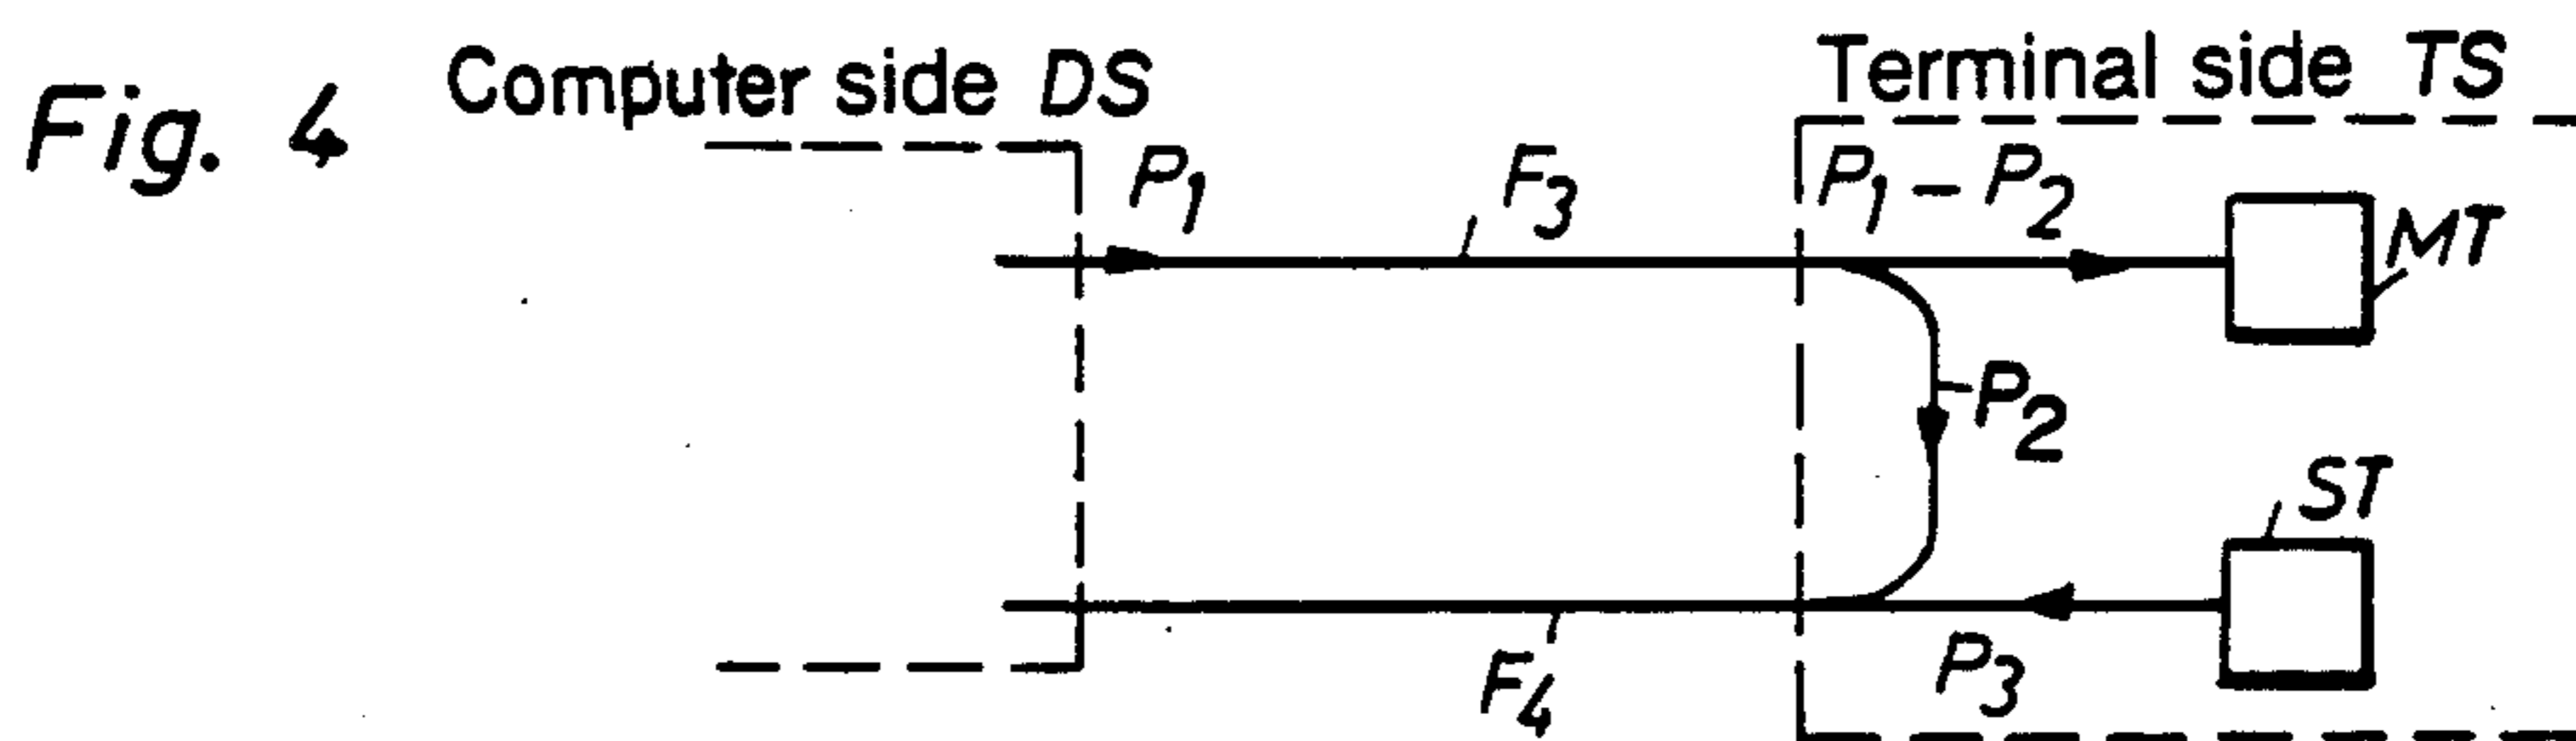 Fig. 4
Computer side DS
Terminal side TS
P1
F3
P1 - P2
MT
P2
ST
F4
P3